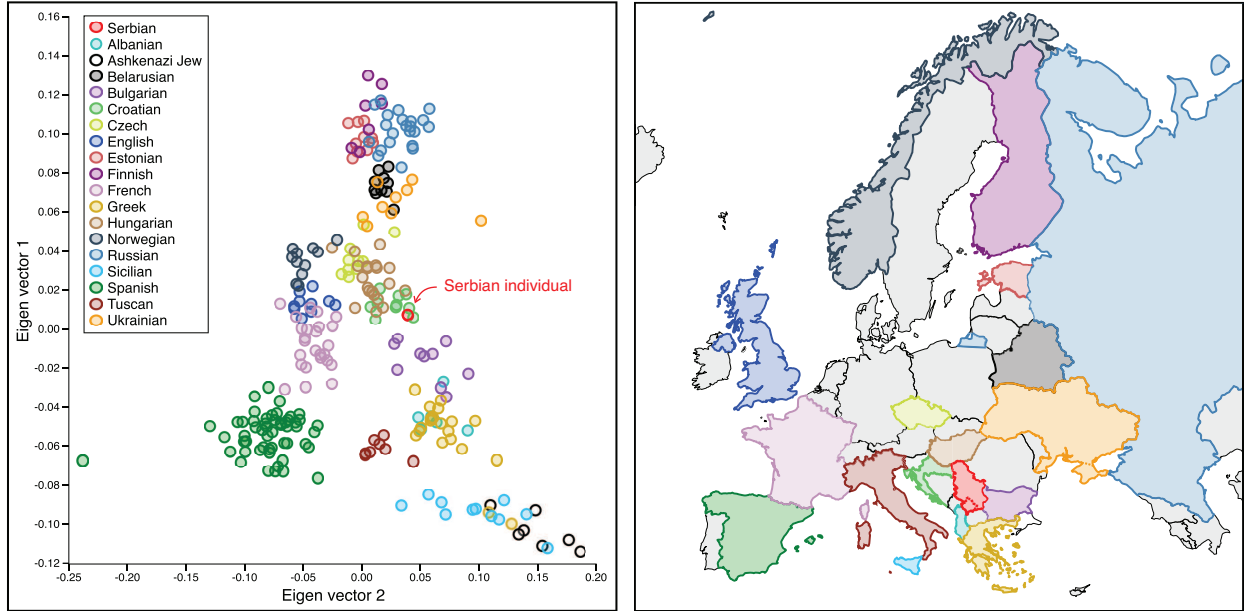 0.16
0.14
0.12
0.10
0.08
0.06
0.04
0.02
0.00
-0.02
-0.04
-0.06
-0.08
-0.10
-0.12
Eigen vector 1
Serbian
Albanian
Ashkenazi Jew
Belarusian
Bulgarian
Croatian
Czech
English
Estonian
Finnish
French
Greek
Hungarian
Norwegian
Russian
Sicilian
Spanish
Tuscan
Ukrainian
Serbian individual
-0.25 -0.20 -0.15 -0.10 -0.05 0.00 0.05 0.10 0.15 0.20
Eigen vector 2